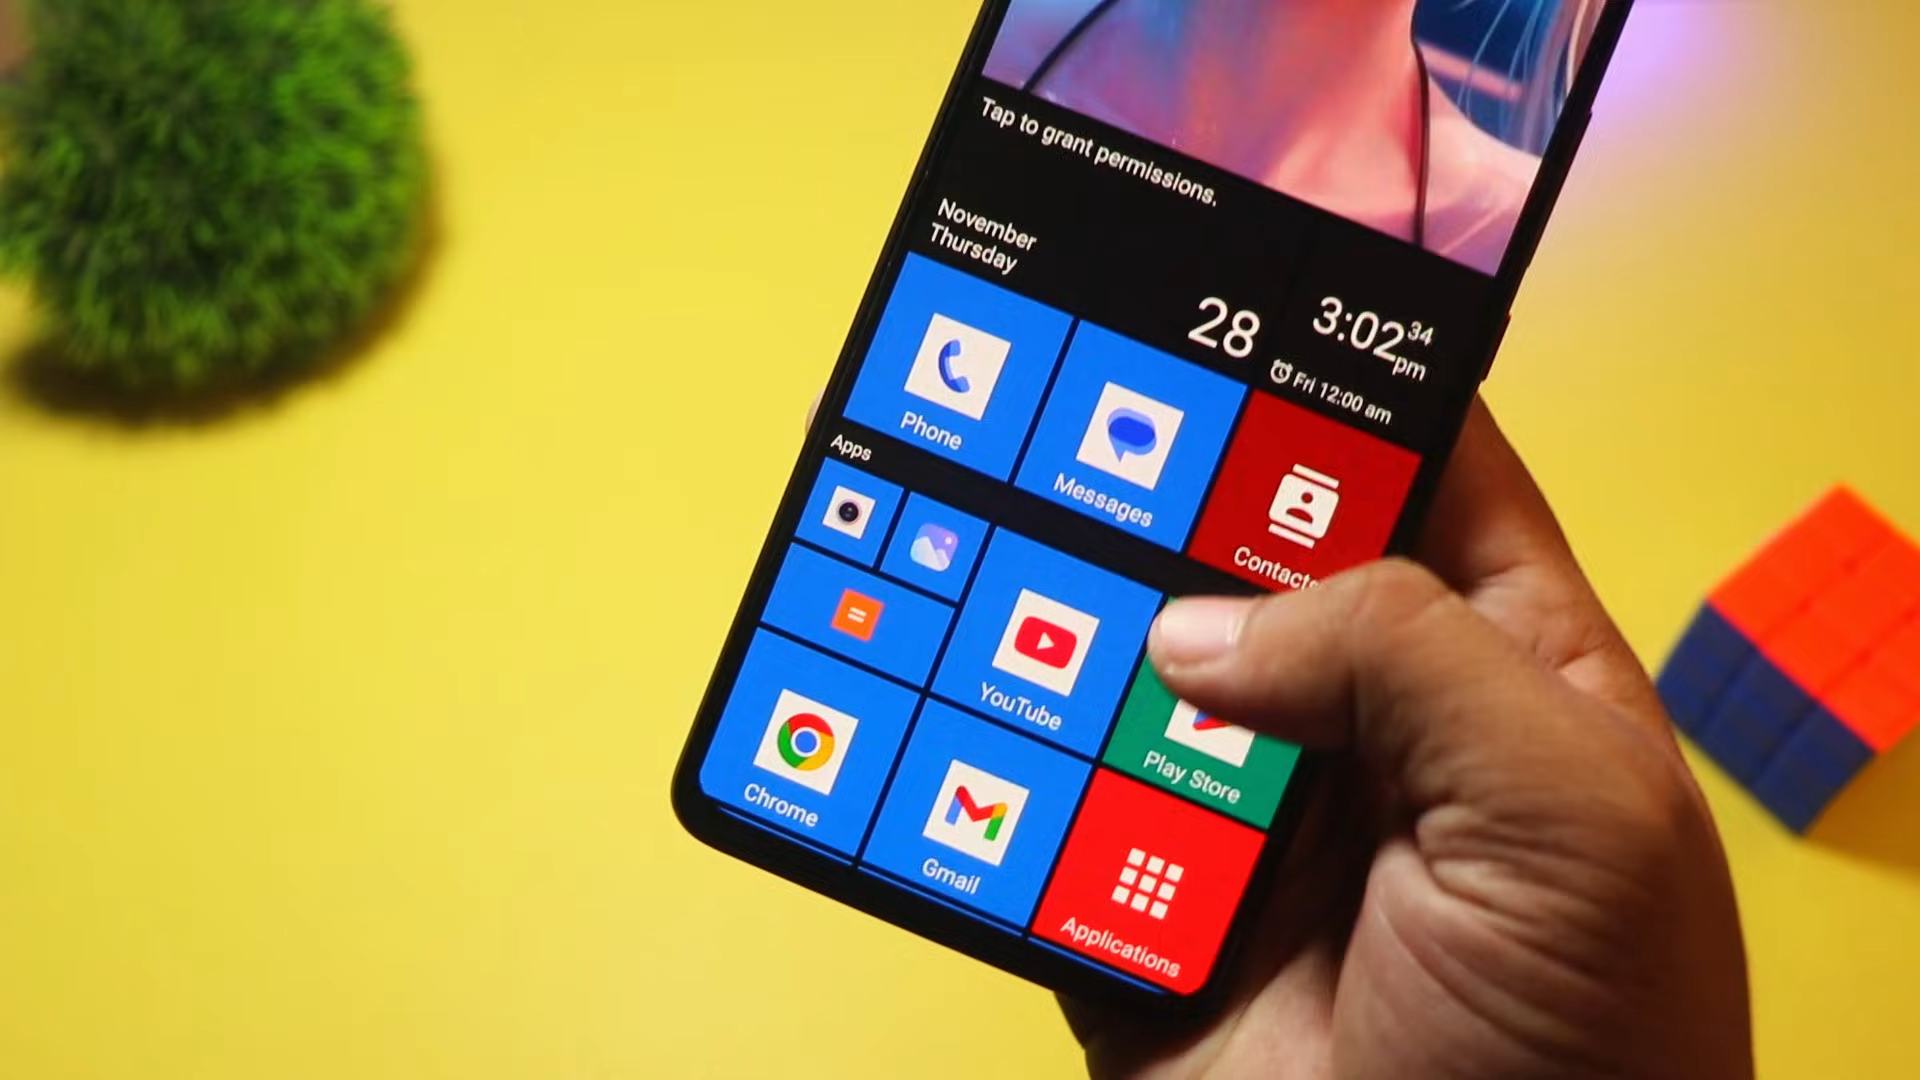 Tap to grant permissions.
November
Thursday
28
3:02 34 pm
Fri 12:00 am
Phone
Messages
Contacts
Apps
YouTube
Play Store
Chrome
Gmail
Applications